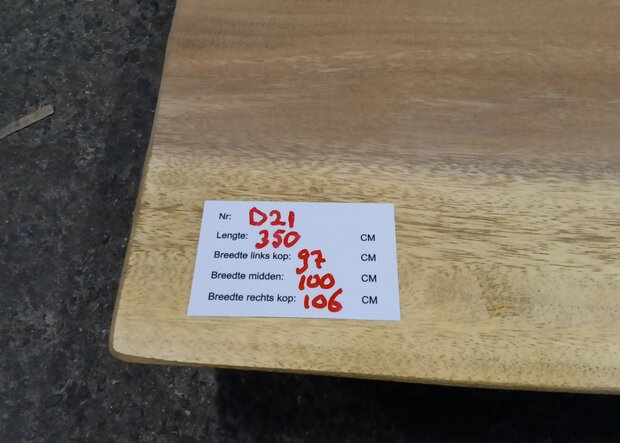 Nr: D21
Lengte: 350 CM
Breedte links kop: 97 CM
Breedte midden: 100 CM
Breedte rechts kop: 106 CM